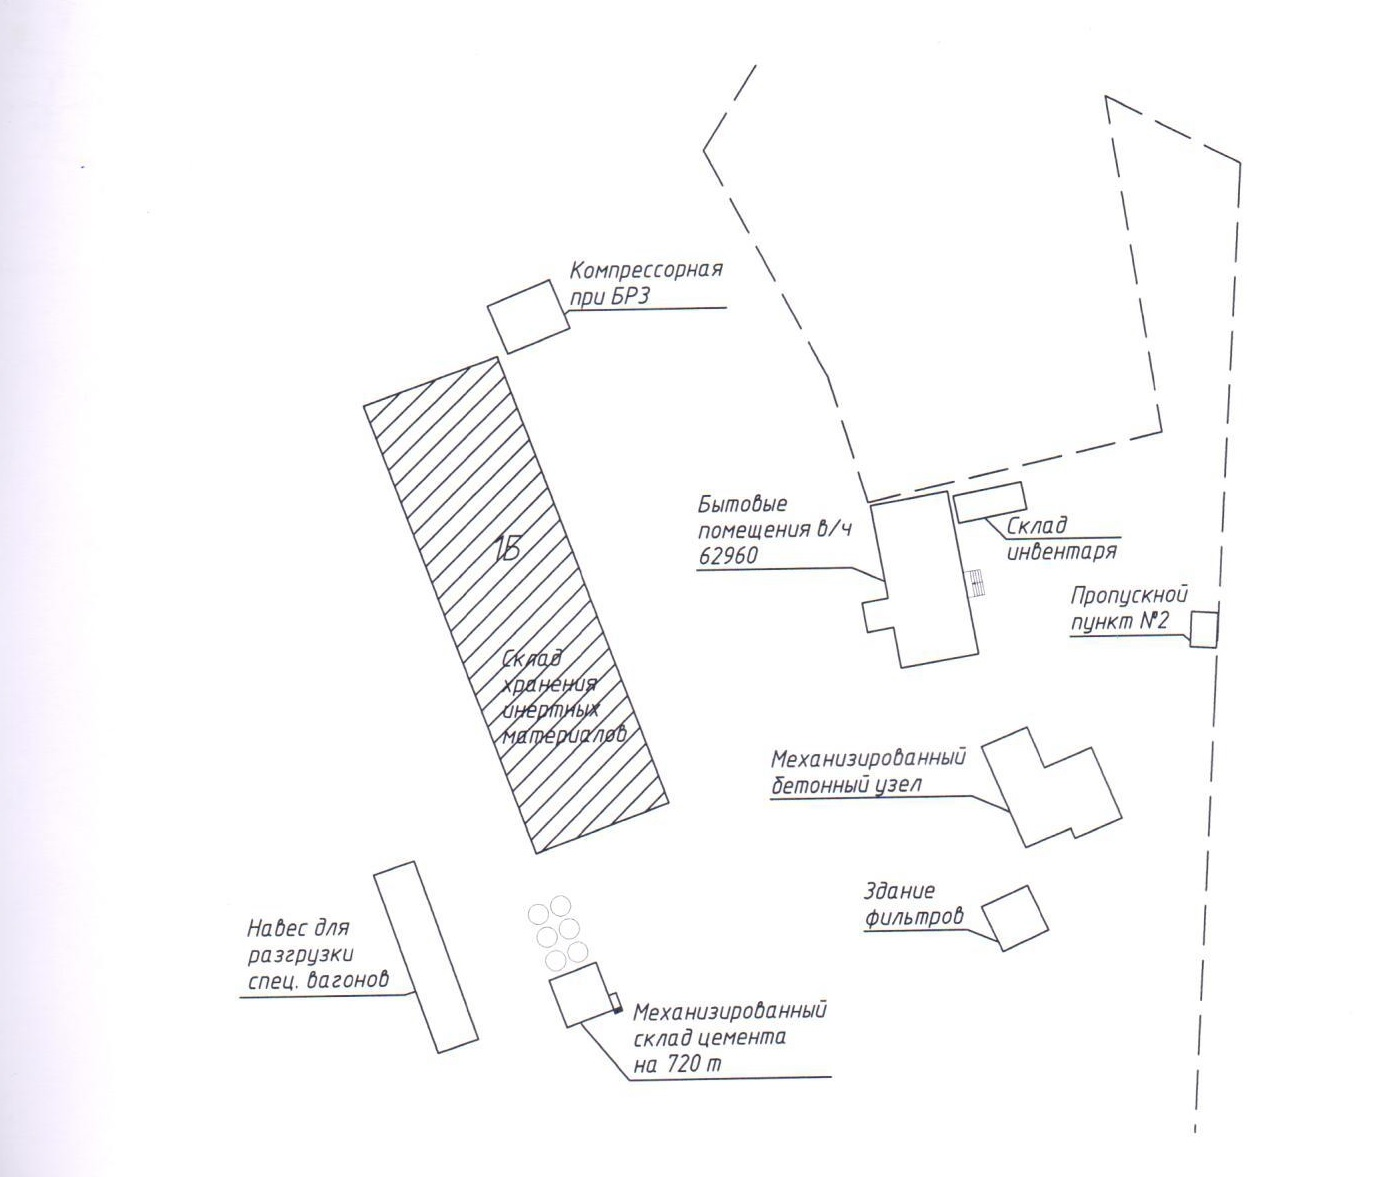 Компрессорная
при БРЗ
1Б
Бытовые
помещения в/ч
62960
Склад
инвентаря
Пропускной
пункт №2
Склад
хранения
инертных
материалов
Механизированный
бетонный узел
Здание
фильтров
Навес для
разгрузки
спец. вагонов
Механизированный
склад цемента
на 720 т